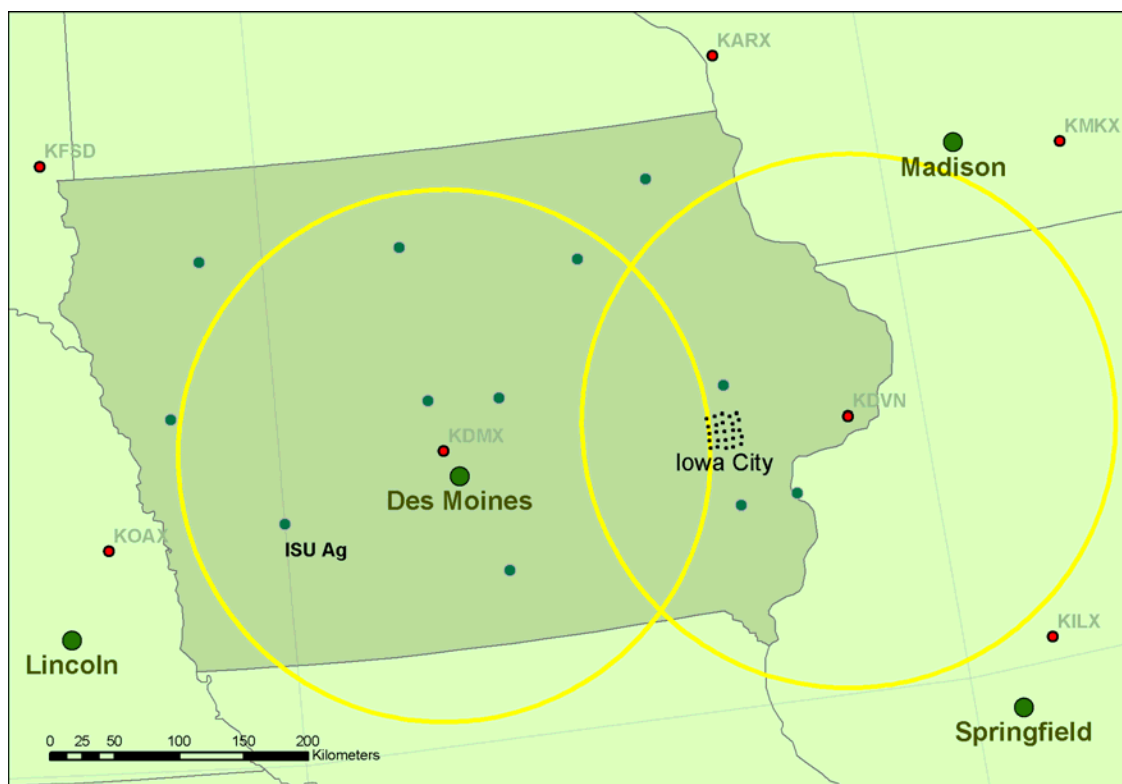 KARX
KMKX
Madison
KFSD
KDVN
KDMX
Iowa City
Des Moines
KOAX
ISU Ag
KILX
Lincoln
Springfield
0 25 50 100 150 200
Kilometers